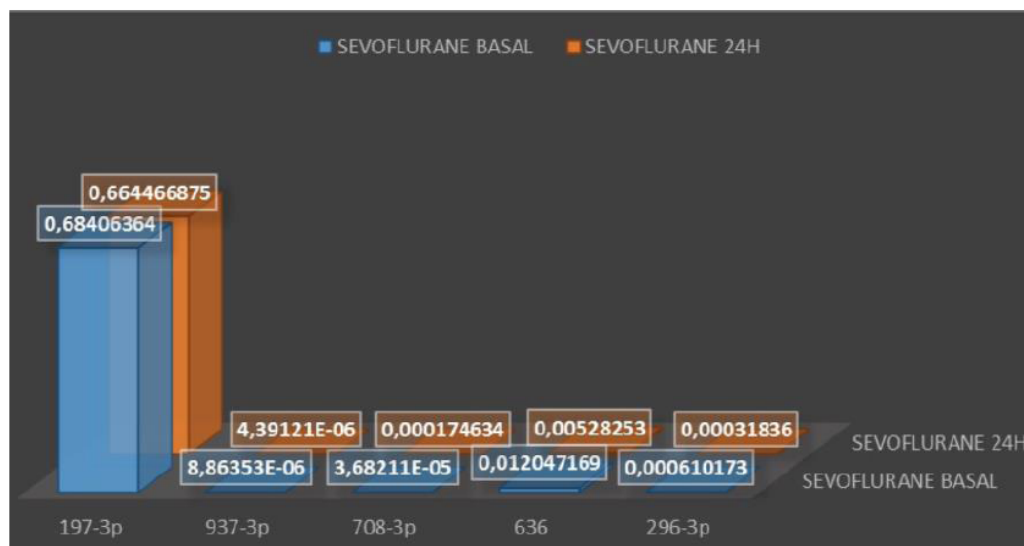 SEVOFLURANE BASAL SEVOFLURANE 24H
0,664466875
0,68406364
4,39121E-06 0,000174634 0,00528253 0,00031836
8,86353E-06 3,68211E-05 0,012047169 0,000610173
SEVOFLURANE 24H
SEVOFLURANE BASAL
197-3p 937-3p 708-3p 636 296-3p